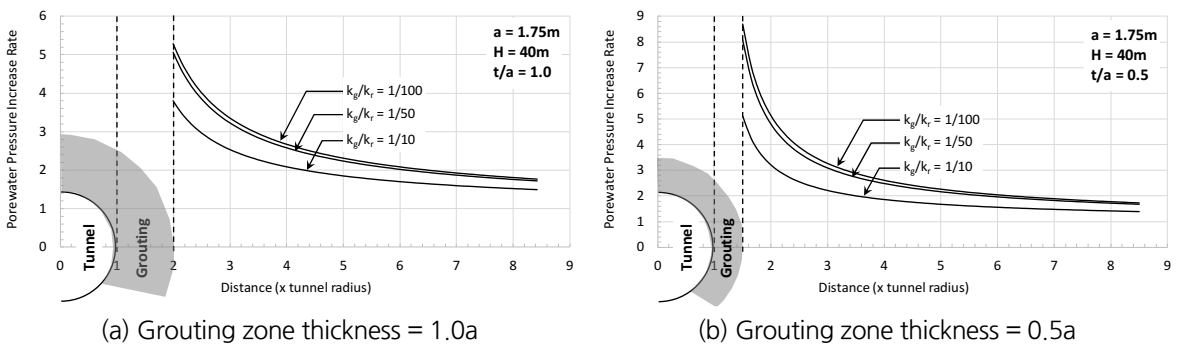 Porewater Pressure Increase Rate
6
5
4
3
2
1
0
a = 1.75m
H = 40m
t/a = 1.0
kg/kr = 1/100
kg/kr = 1/50
kg/kr = 1/10
Tunnel
Grouting
0 1 2 3 4 5 6 7 8 9
Distance (x tunnel radius)
(a) Grouting zone thickness = 1.0a
Porewater Pressure Increase Rate
9
8
7
6
5
4
3
2
1
0
a = 1.75m
H = 40m
t/a = 0.5
kg/kr = 1/100
kg/kr = 1/50
kg/kr = 1/10
Tunnel
Grouting
0 1 2 3 4 5 6 7 8 9
Distance (x tunnel radius)
(b) Grouting zone thickness = 0.5a